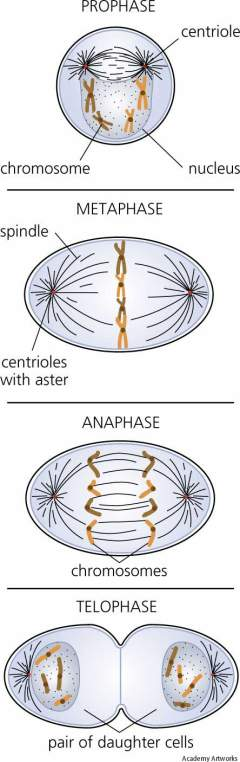 PROPHASE
centriole
chromosome
nucleus
METAPHASE
spindle
centrioles
with aster
ANAPHASE
chromosomes
TELOPHASE
pair of daughter cells
Academy Artworks